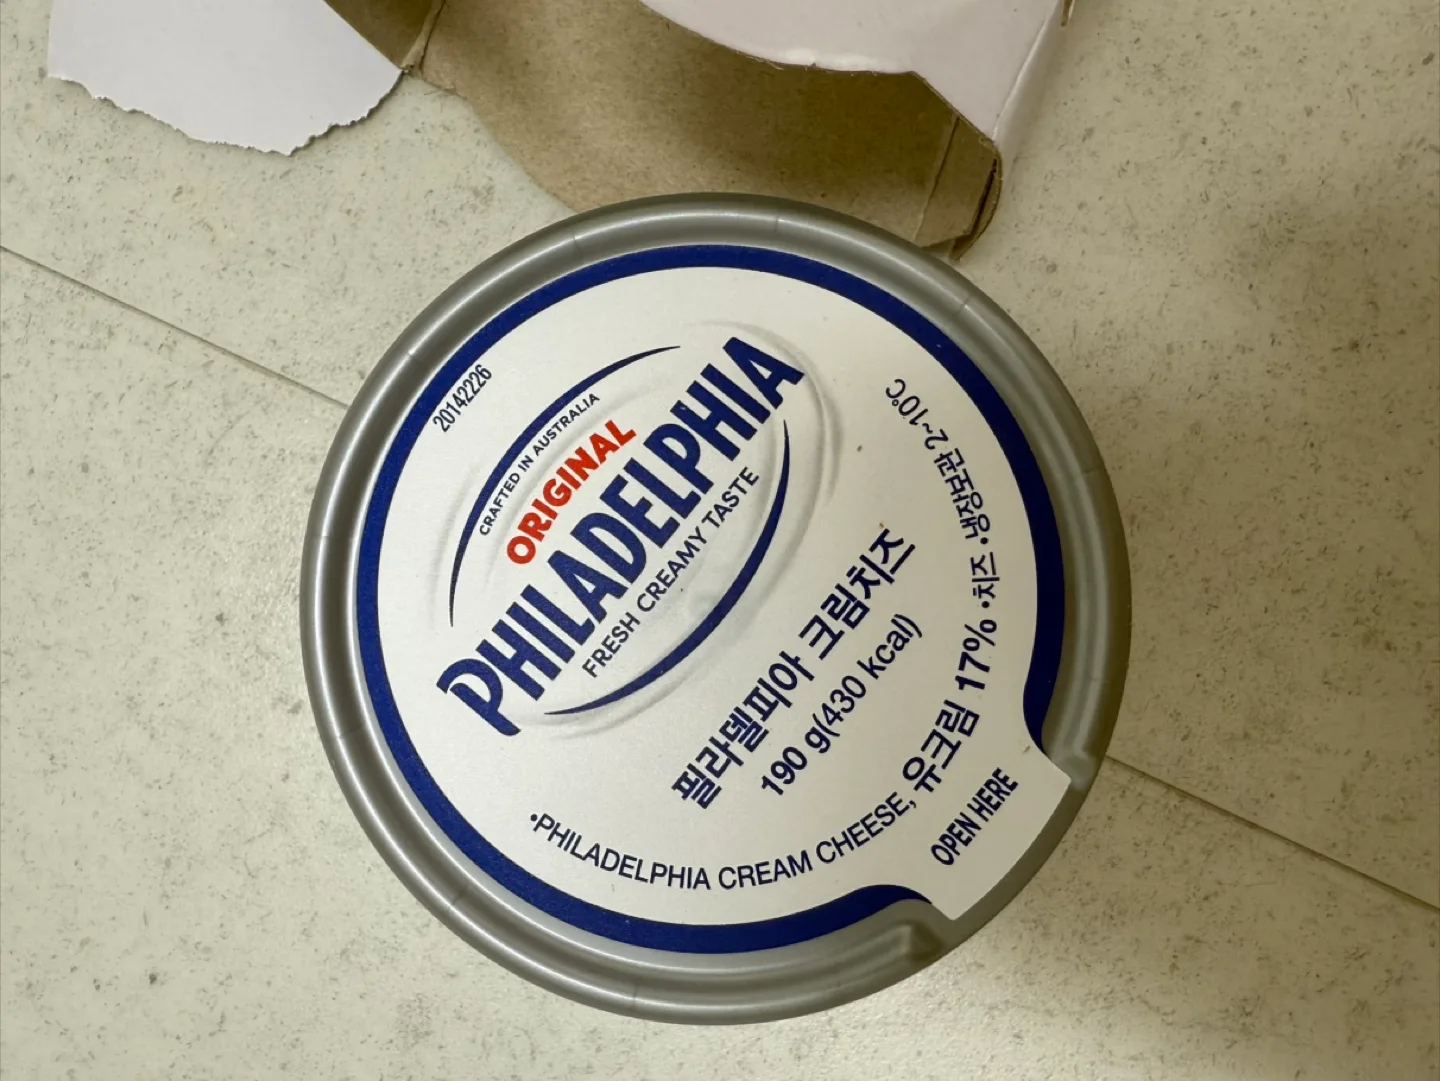 20142226
CRAFTED IN AUSTRALIA
ORIGINAL
PHILADELPHIA
FRESH CREAMY TASTE
필라델피아 크림치즈
190 g(430 kcal)
•PHILADELPHIA CREAM CHEESE, 유크림 17% •치즈 •냉장보관 2~10℃
OPEN HERE